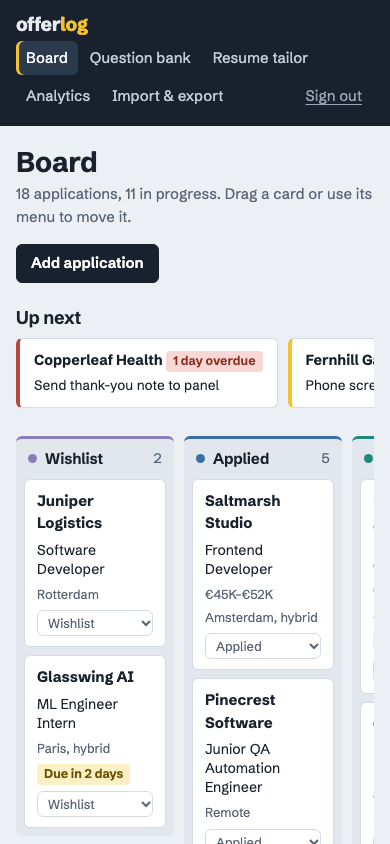 offerlog
Board Question bank Resume tailor
Analytics Import & export Sign out
Board
18 applications, 11 in progress. Drag a card or use its
menu to move it.
Add application
Up next
Copperleaf Health 1 day overdue
Send thank-you note to panel
Fernhill
Phone
Wishlist 2
Juniper
Logistics
Software
Developer
Rotterdam
Wishlist
Glasswing AI
ML Engineer
Intern
Paris, hybrid
Due in 2 days
Wishlist
Applied 5
Saltmarsh
Studio
Frontend
Developer
€45K–€52K
Amsterdam, hybrid
Applied
Pinecrest
Software
Junior QA
Automation
Engineer
Remote
Applied